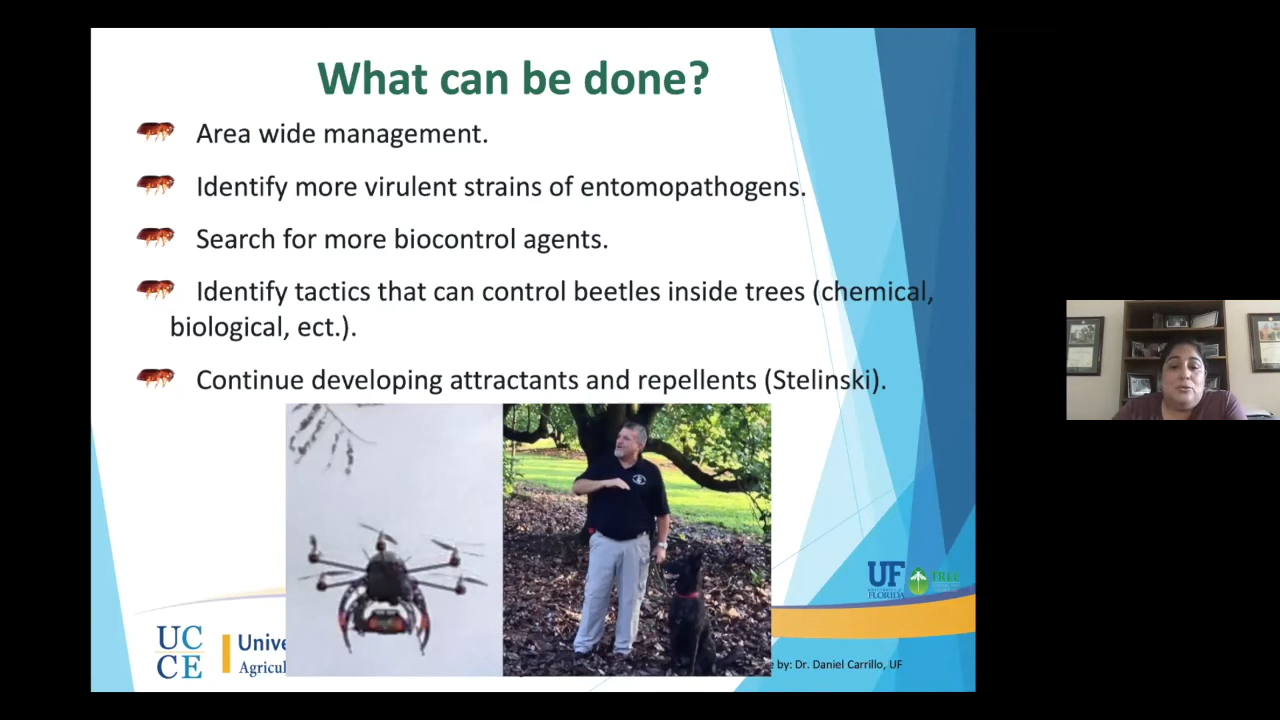 What can be done?
Area wide management.
Identify more virulent strains of entomopathogens.
Search for more biocontrol agents.
Identify tactics that can control beetles inside trees (chemical,
biological, ect.).
Continue developing attractants and repellents (Stelinski).
UF
FLORIDA
TREC
UC
CE
Unive
Agricul
by: Dr. Daniel Carrillo, UF